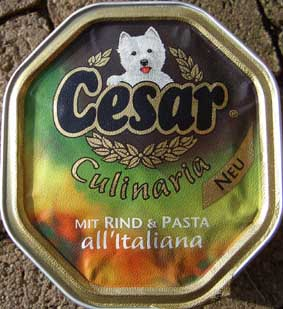 Cesar®
Culinaria
NEU
MIT RIND & PASTA
all'Italiana